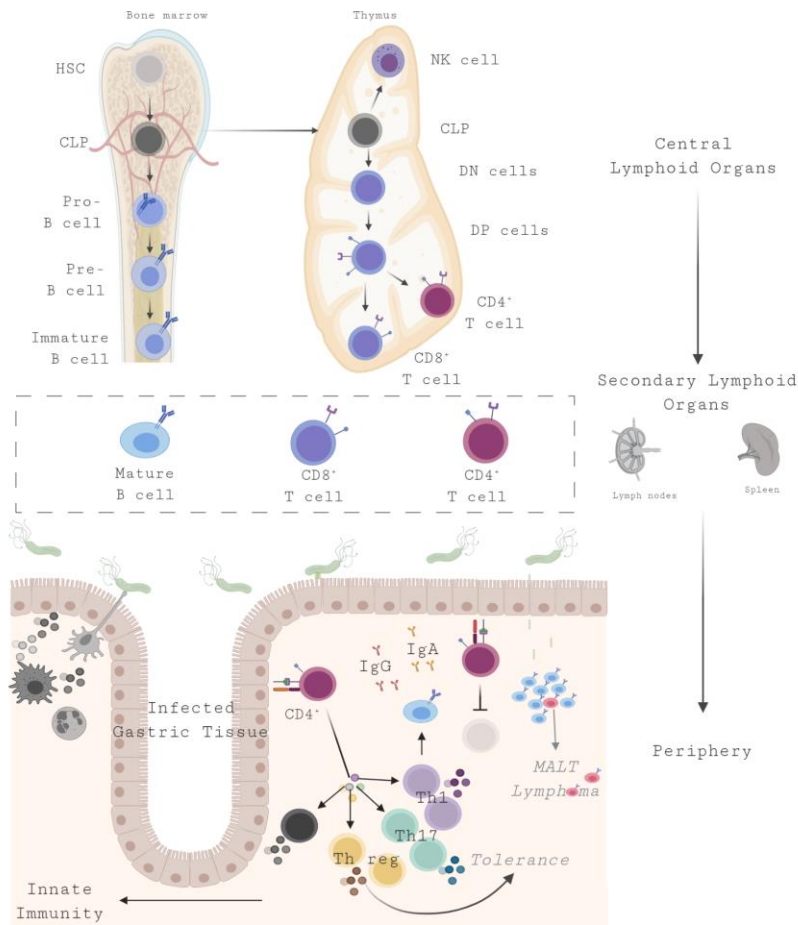 Bone marrow
Thymus
HSC
CLP
Pro-
B cell
Pre-
B cell
Immature
B cell
NK cell
CLP
DN cells
DP cells
CD4⁺
T cell
CD8⁺
T cell
Central
Lymphoid Organs
Secondary Lymphoid
Organs
Lymph nodes
Spleen
Periphery
Mature
B cell
CD8⁺
T cell
CD4⁺
T cell
Infected
Gastric Tissue
CD4⁺
IgG
IgA
Th1
Th17
Th reg
Tolerance
MALT
Lymphoma
Innate
Immunity